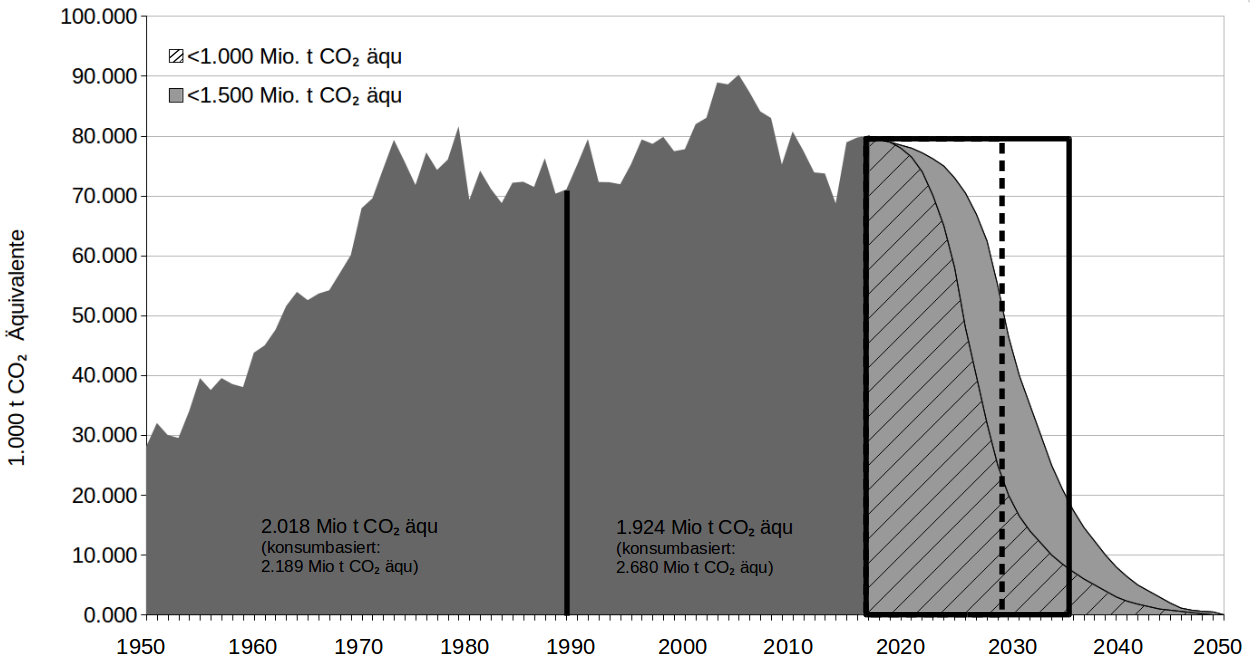 100.000
90.000
80.000
70.000
60.000
50.000
40.000
30.000
20.000
10.000
0.000
1.000 t CO₂ Äquivalente
<1.000 Mio. t CO₂ äqu
<1.500 Mio. t CO₂ äqu
2.018 Mio t CO₂ äqu
(konsumbasiert:
2.189 Mio t CO₂ äqu)
1.924 Mio t CO₂ äqu
(konsumbasiert:
2.680 Mio t CO₂ äqu)
1950 1960 1970 1980 1990 2000 2010 2020 2030 2040 2050